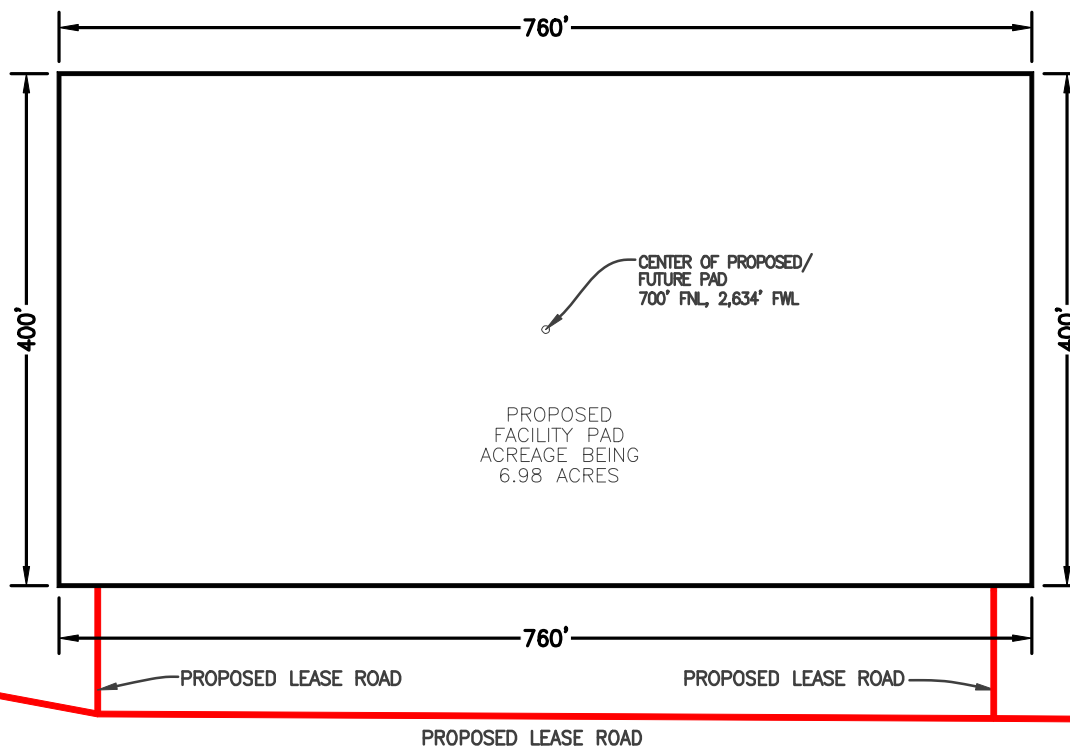 760'
400'
400'
CENTER OF PROPOSED/
FUTURE PAD
700' FNL, 2,634' FWL
PROPOSED
FACILITY PAD
ACREAGE BEING
6.98 ACRES
760'
PROPOSED LEASE ROAD
PROPOSED LEASE ROAD
PROPOSED LEASE ROAD